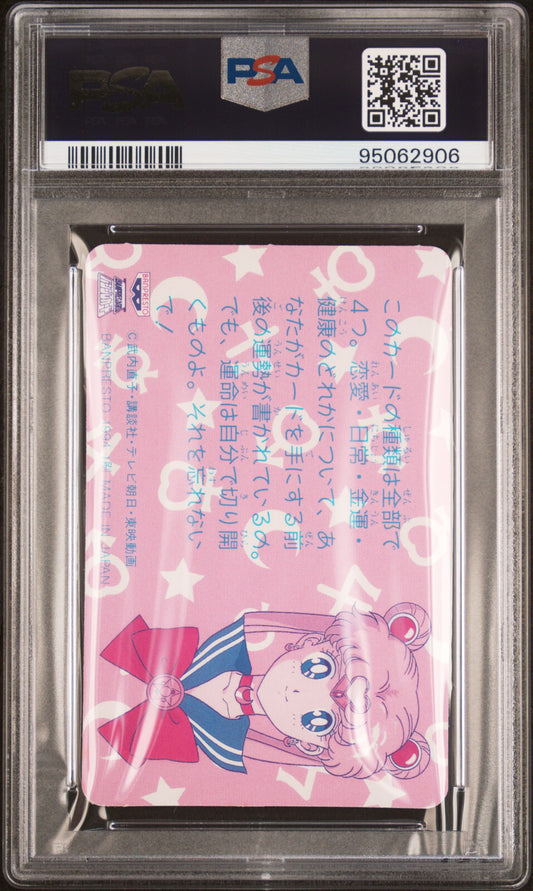 PSA
PSA
95062906
このカードの種類は全部で
4つ。恋愛・日常・金運・
健康のどれかについて、あ
なたがカードを手にする前
後の運勢が書かれているの。
でも、運命は自分で切り開
くものよ。それを忘れない
で!
©武内直子・講談社・テレビ朝日・東映動画
BANPRESTO 1994 MADE IN JAPAN
BANPRESTO